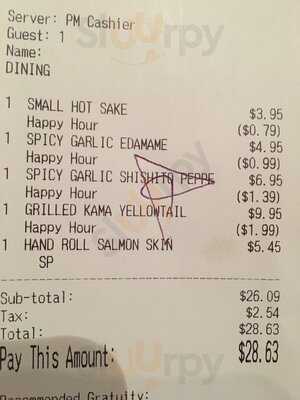 Server: PM Cashier
Guest: 1
Name:
DINING
1 SMALL HOT SAKE $3.95
Happy Hour ($0.79)
1 SPICY GARLIC EDAMAME $4.95
Happy Hour ($0.99)
1 SPICY GARLIC SHISHITO PEPPE $6.95
Happy Hour ($1.39)
1 GRILLED KAMA YELLOWTAIL $9.95
Happy Hour ($1.99)
1 HAND ROLL SALMON SKIN $5.45
SP
Sub-total: $26.09
Tax: $2.54
Total: $28.63
Pay This Amount: $28.63
Recommended Gratuity: